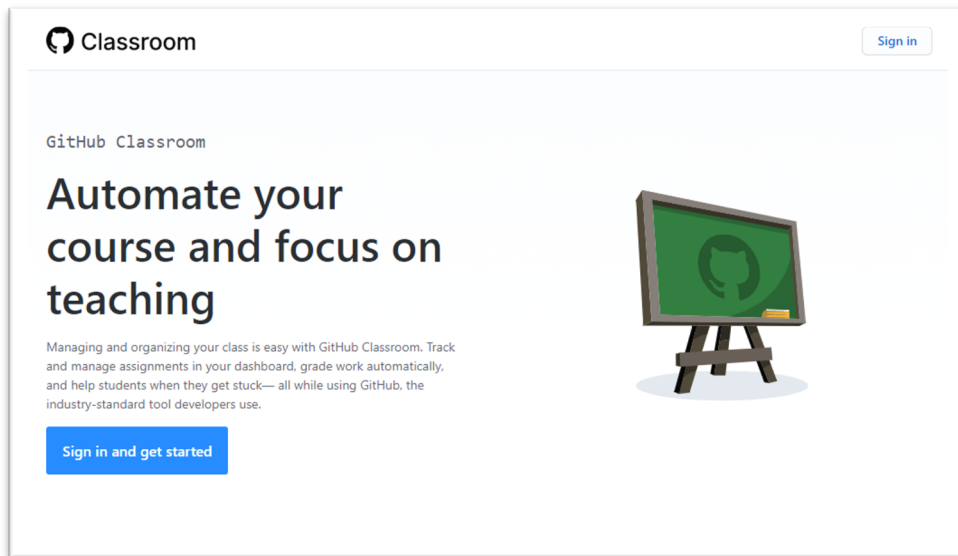 Classroom
Sign in
GitHub Classroom
Automate your
course and focus on
teaching
Managing and organizing your class is easy with GitHub Classroom. Track
and manage assignments in your dashboard, grade work automatically,
and help students when they get stuck— all while using GitHub, the
industry-standard tool developers use.
Sign in and get started